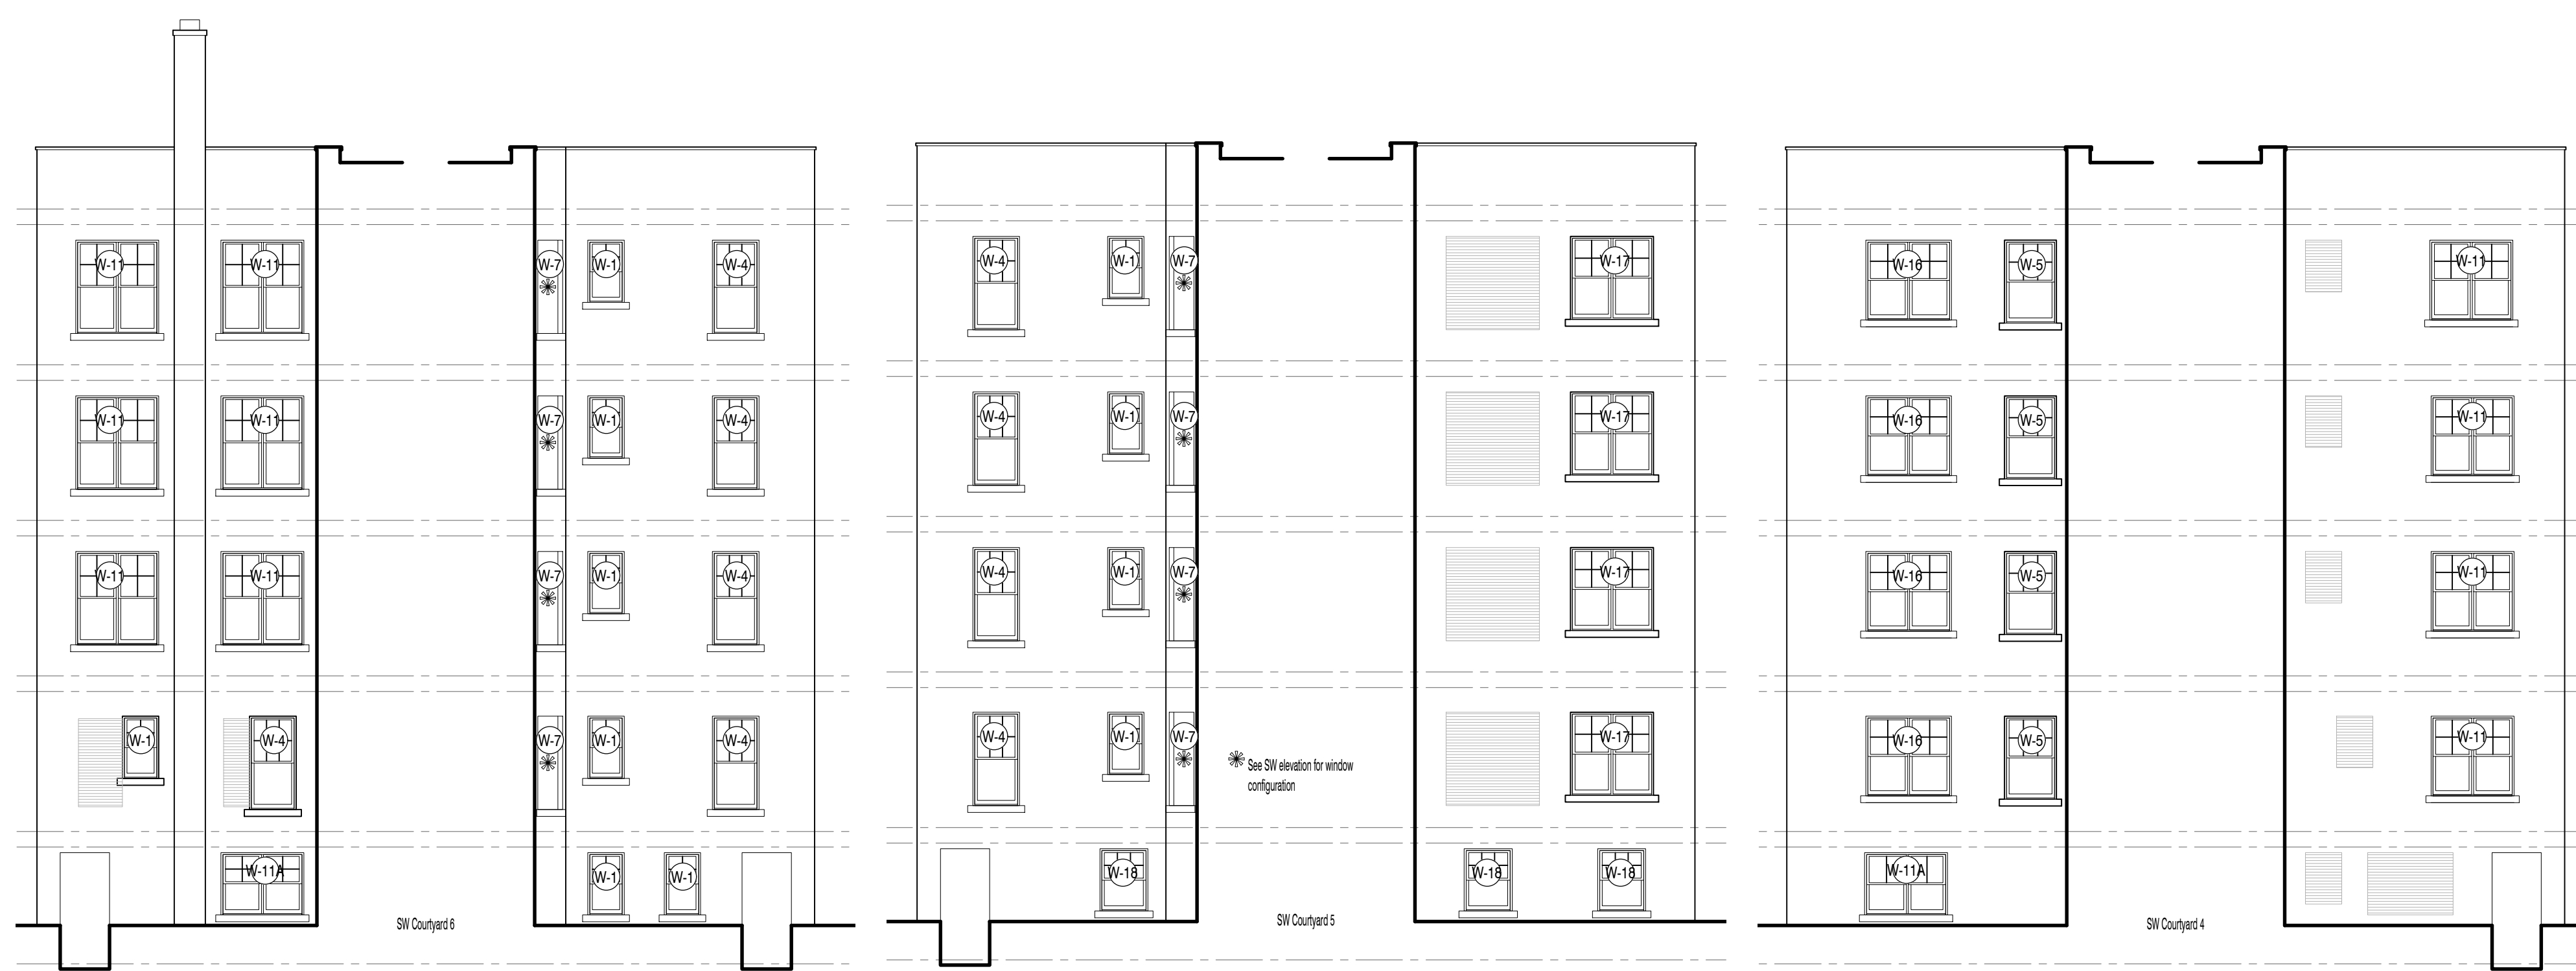 W-11 W-11 W-7 W-1 W-4 W-4 W-1 W-7 W-17 W-16 W-5 W-11
W-11 W-11 W-7 W-1 W-4 W-4 W-1 W-7 W-17 W-16 W-5 W-11
W-11 W-11 W-7 W-1 W-4 W-4 W-1 W-7 W-17 W-16 W-5 W-11
W-1 W-4 W-7 W-1 W-4 W-4 W-1 W-7 W-17 W-16 W-5 W-11
See SW elevation for window
configuration
W-11A W-1 W-1 W-18 W-18 W-18 W-11A
SW Courtyard 6 SW Courtyard 5 SW Courtyard 4